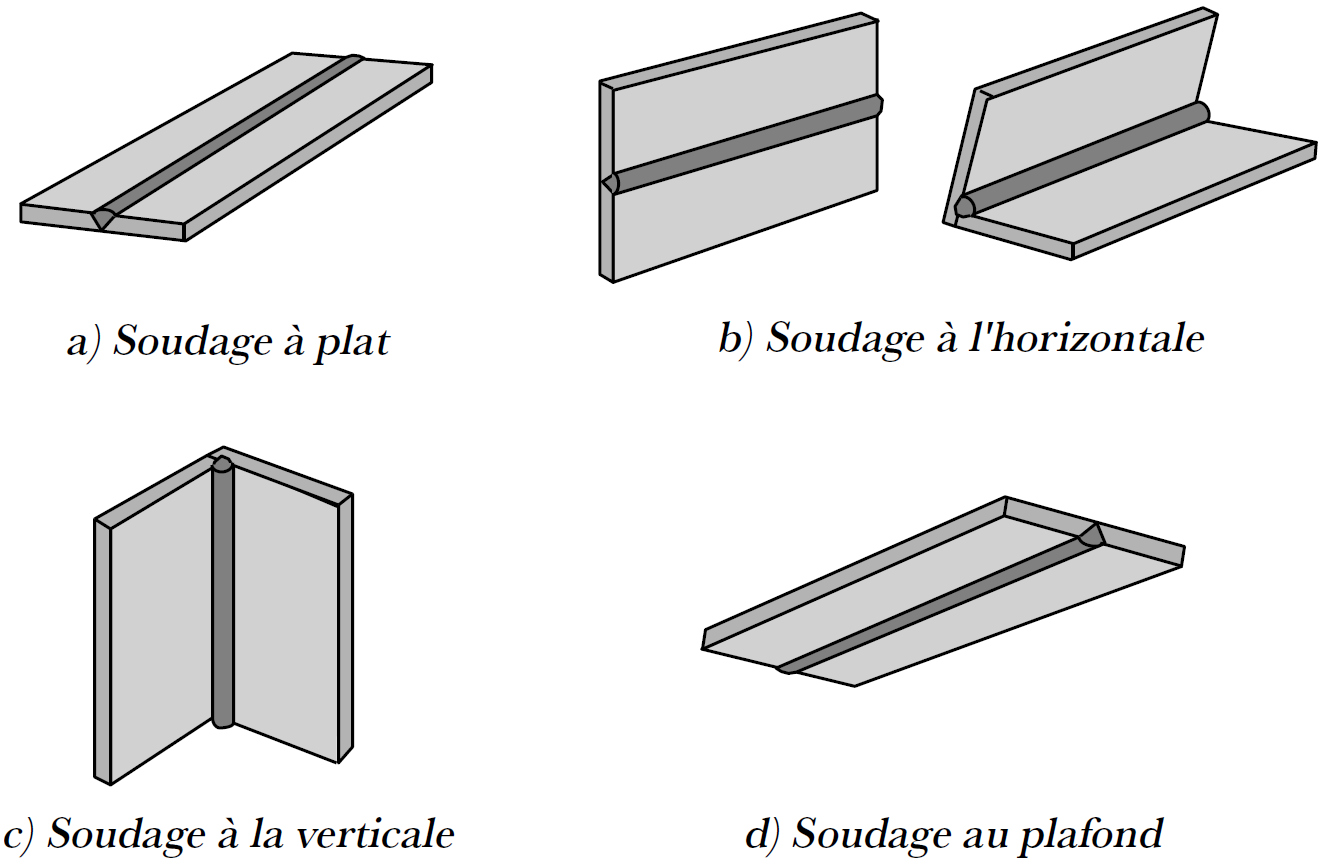 a) Soudage à plat
b) Soudage à l'horizontale
c) Soudage à la verticale
d) Soudage au plafond